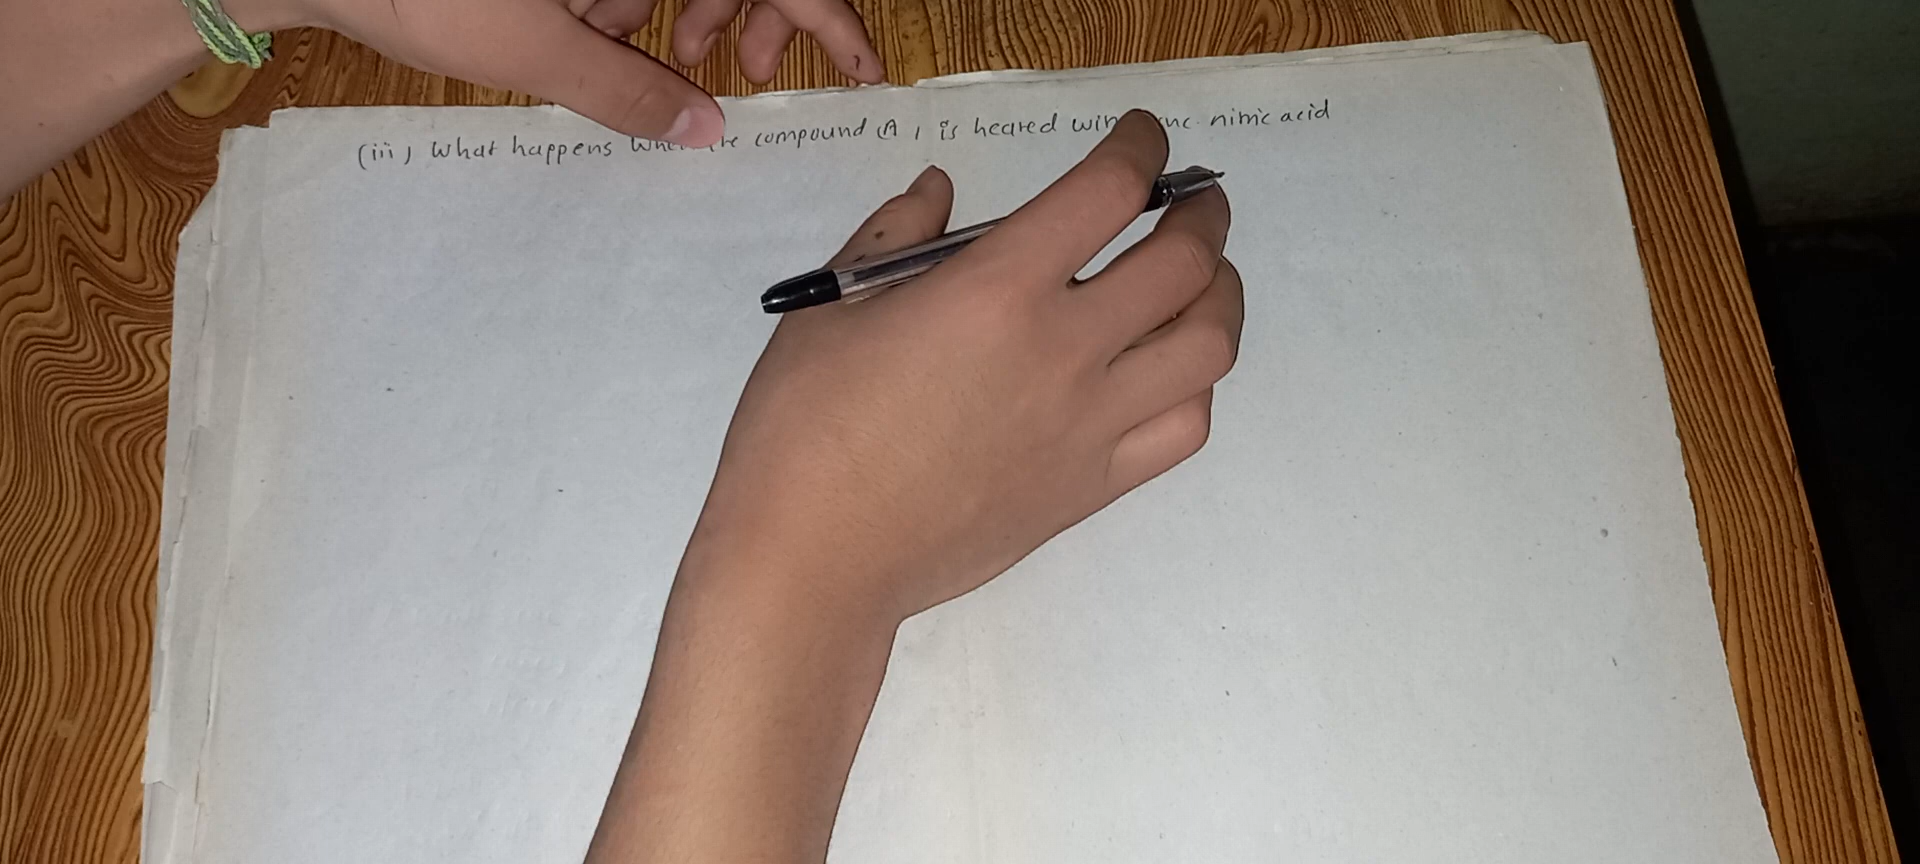 (iii) What happens compound (A) is heated nitric acid